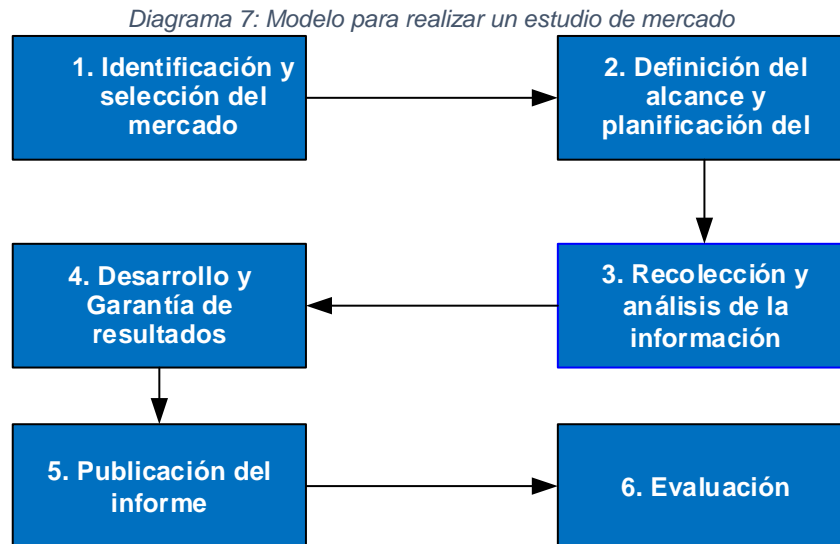 Diagrama 7: Modelo para realizar un estudio de mercado
1. Identificación y
selección del
mercado
2. Definición del
alcance y
planificación del
3. Recolección y
análisis de la
información
4. Desarrollo y
Garantía de
resultados
5. Publicación del
informe
6. Evaluación